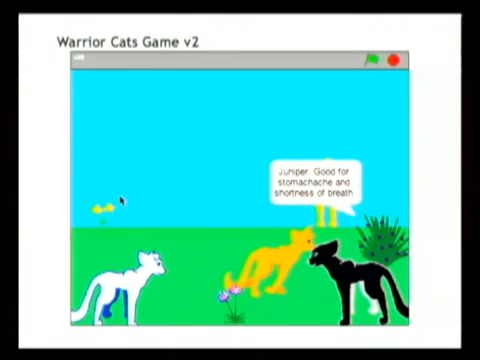 Warrior Cats Game v2
Juniper. Good for
stomachache and
shortness of breath.